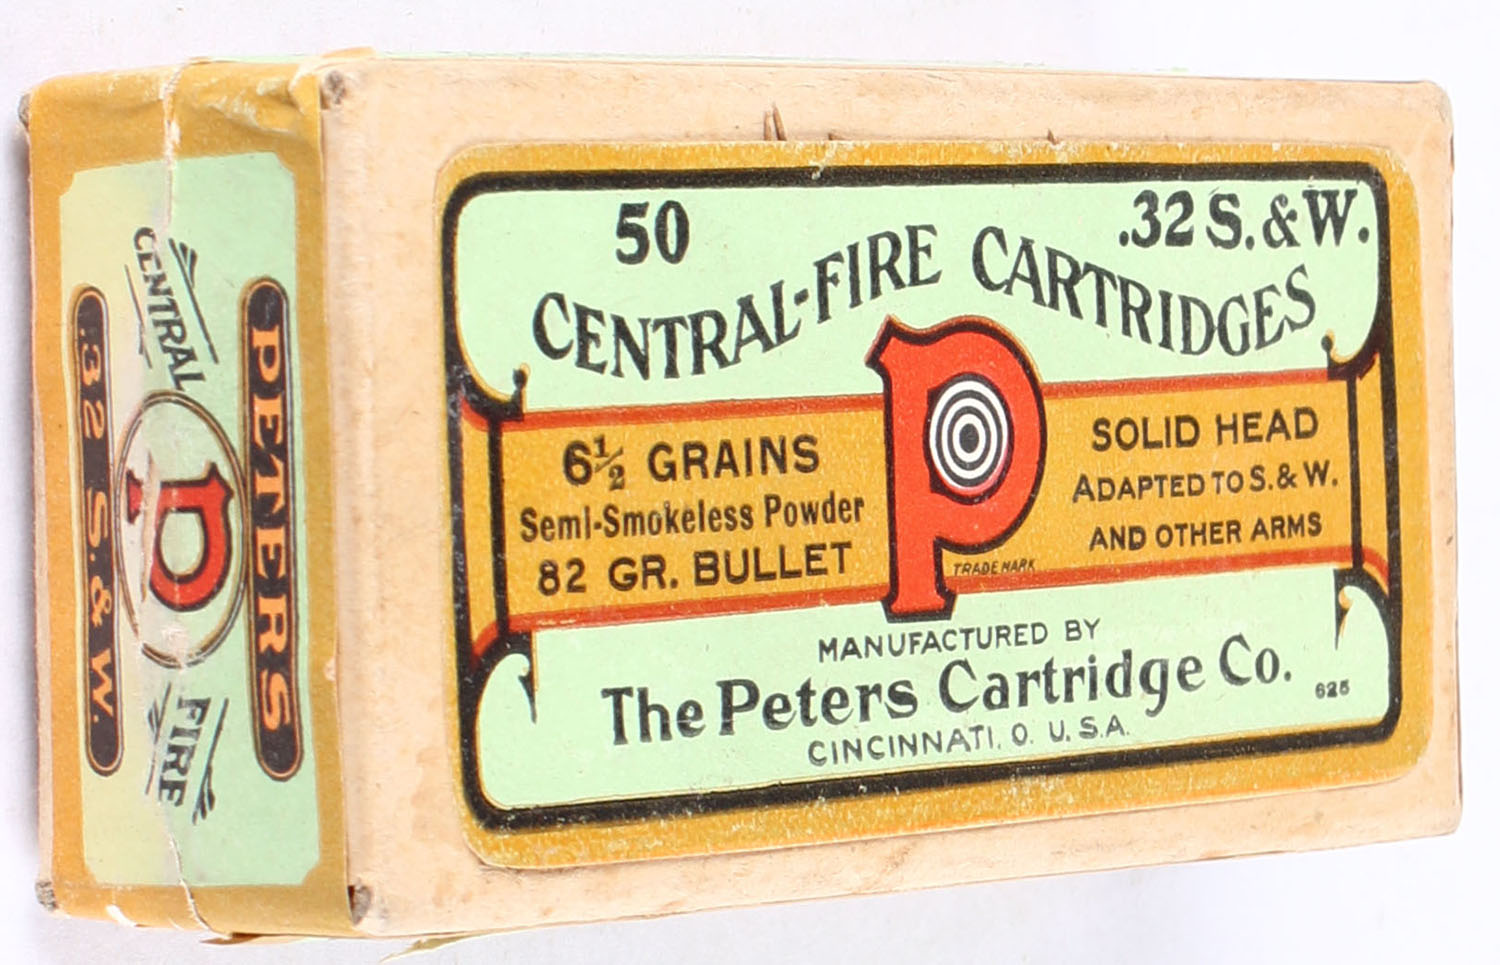 50
.32 S. & W.
CENTRAL-FIRE CARTRIDGES
6½ GRAINS
Semi-Smokeless Powder
82 GR. BULLET
P
TRADE MARK
SOLID HEAD
ADAPTED TO S. & W.
AND OTHER ARMS
MANUFACTURED BY
The Peters Cartridge Co.
CINCINNATI. O. U.S.A.
625
PETERS
CENTRAL P FIRE
.32 S. & W.